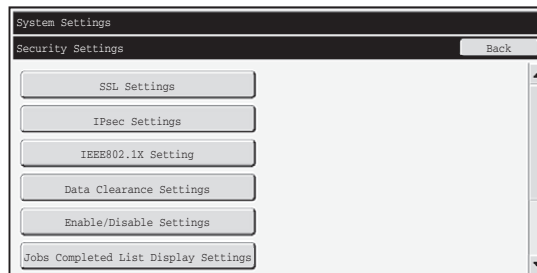 System Settings
Security Settings
Back
SSL Settings
IPsec Settings
IEEE802.1X Setting
Data Clearance Settings
Enable/Disable Settings
Jobs Completed List Display Settings